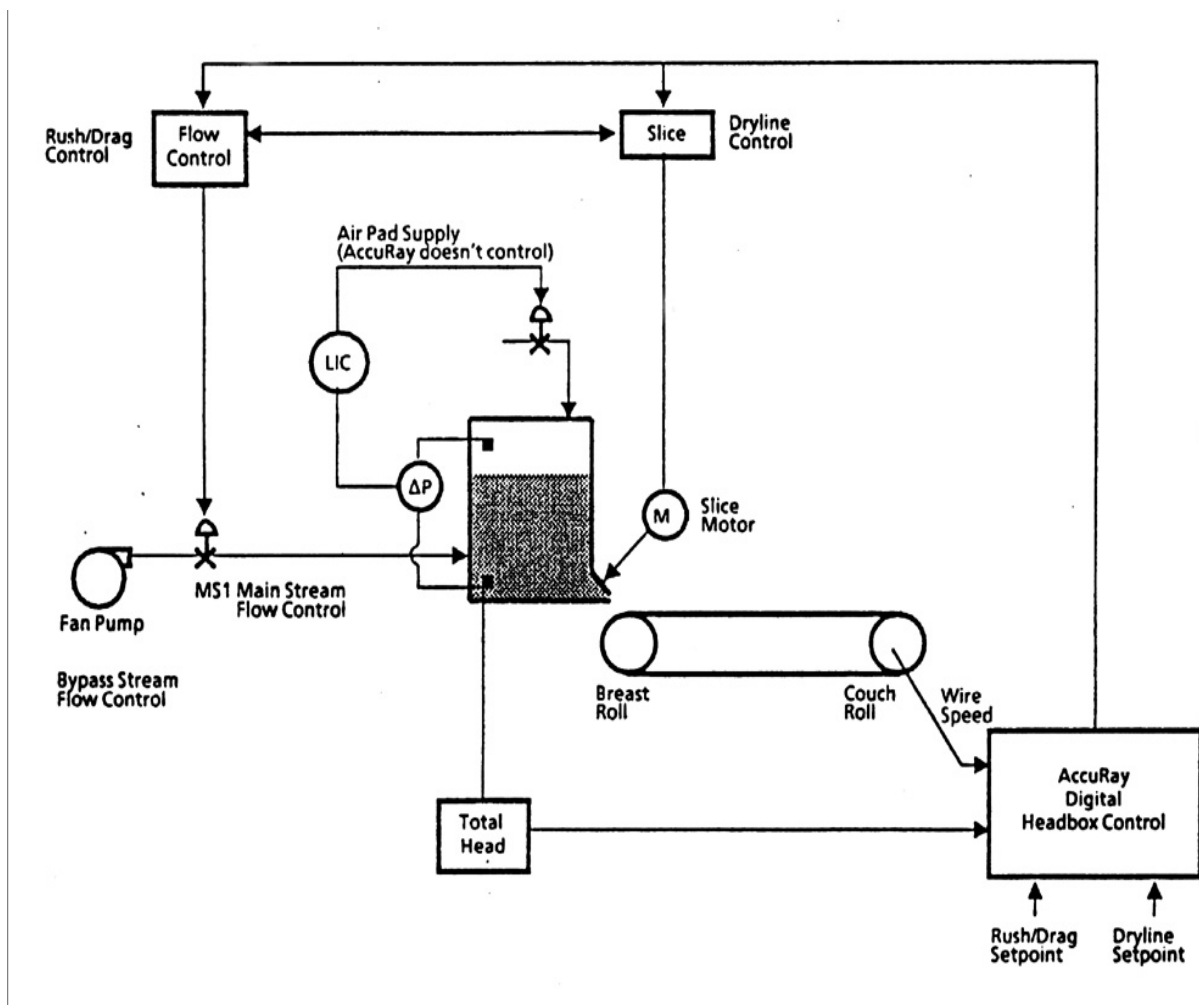 Rush/Drag
Control
Flow
Control
Slice
Dryline
Control
Air Pad Supply
(AccuRay doesn't control)
LIC
ΔP
M
Slice
Motor
MS1 Main Stream
Flow Control
Fan Pump
Bypass Stream
Flow Control
Breast
Roll
Couch
Roll
Wire
Speed
Total
Head
AccuRay
Digital
Headbox Control
Rush/Drag
Setpoint
Dryline
Setpoint